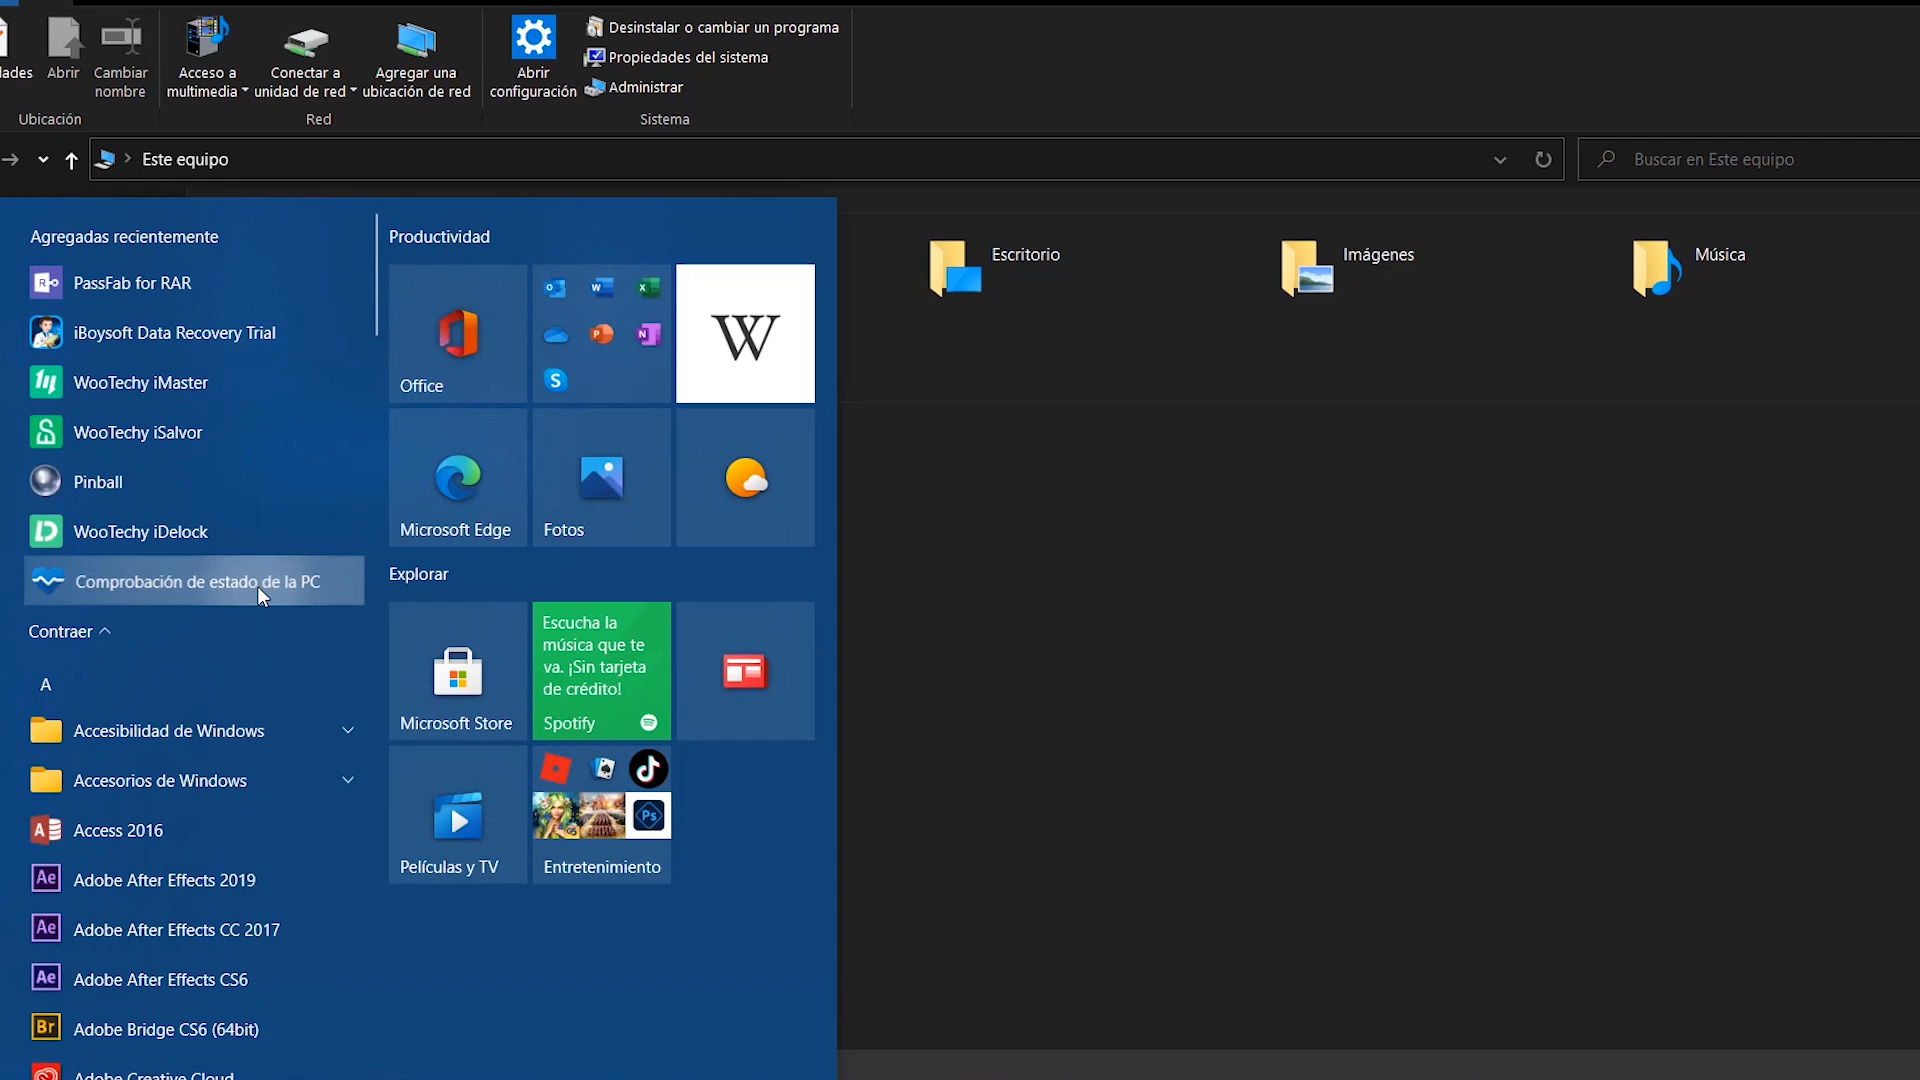 Abrir
Cambiar
nombre
Ubicación
Acceso a
multimedia
Conectar a
unidad de red
Agregar una
ubicación de red
Red
Abrir
configuración
Desinstalar o cambiar un programa
Propiedades del sistema
Administrar
Sistema
Este equipo
Buscar en Este equipo
Agregadas recientemente
PassFab for RAR
iBoysoft Data Recovery Trial
WooTechy iMaster
WooTechy iSalvor
Pinball
WooTechy iDelock
Comprobación de estado de la PC
Contraer
A
Accesibilidad de Windows
Accesorios de Windows
Access 2016
Adobe After Effects 2019
Adobe After Effects CC 2017
Adobe After Effects CS6
Adobe Bridge CS6 (64bit)
Adobe Creative Cloud
Productividad
Office
W
Microsoft Edge
Fotos
Explorar
Microsoft Store
Escucha la
música que te
va. ¡Sin tarjeta
de crédito!
Spotify
Películas y TV
Entretenimiento
Escritorio
Imágenes
Música